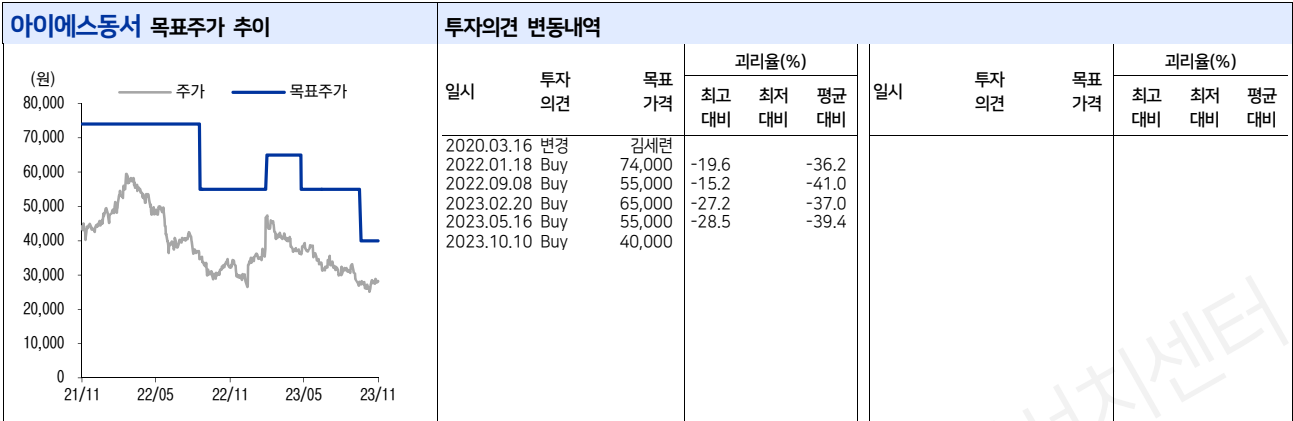 아이에스동서 목표주가 추이
(원)
주가 목표주가
80,000
70,000
60,000
50,000
40,000
30,000
20,000
10,000
0
21/11 22/05 22/11 23/05 23/11
투자의견 변동내역
일시 투자의견 목표가격 괴리율(%)
최고대비 최저대비 평균대비
2020.03.16 변경 김세련
2022.01.18 Buy 74,000 -19.6 -36.2
2022.09.08 Buy 55,000 -15.2 -41.0
2023.02.20 Buy 65,000 -27.2 -37.0
2023.05.16 Buy 55,000 -28.5 -39.4
2023.10.10 Buy 40,000
일시 투자의견 목표가격 괴리율(%)
최고대비 최저대비 평균대비
치센터